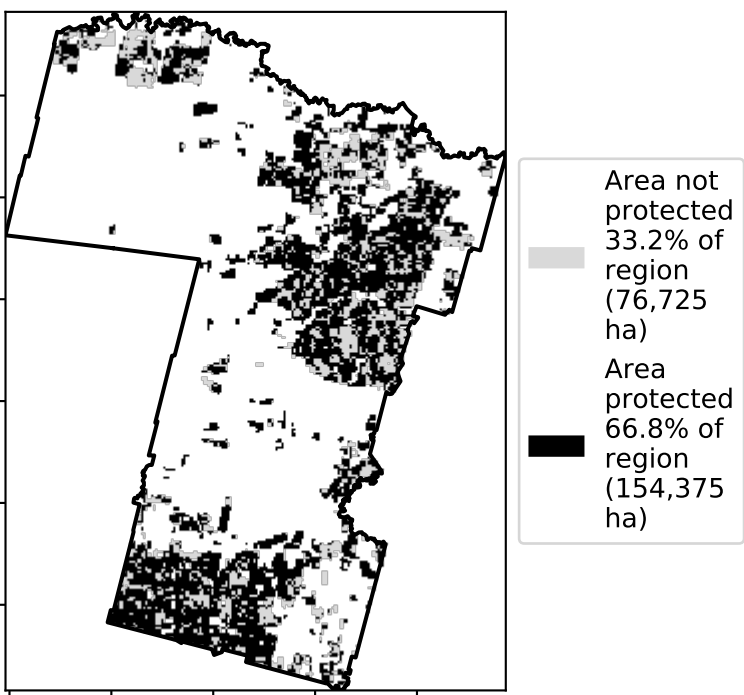 Area not
protected
33.2% of
region
(76,725
ha)
Area
protected
66.8% of
region
(154,375
ha)